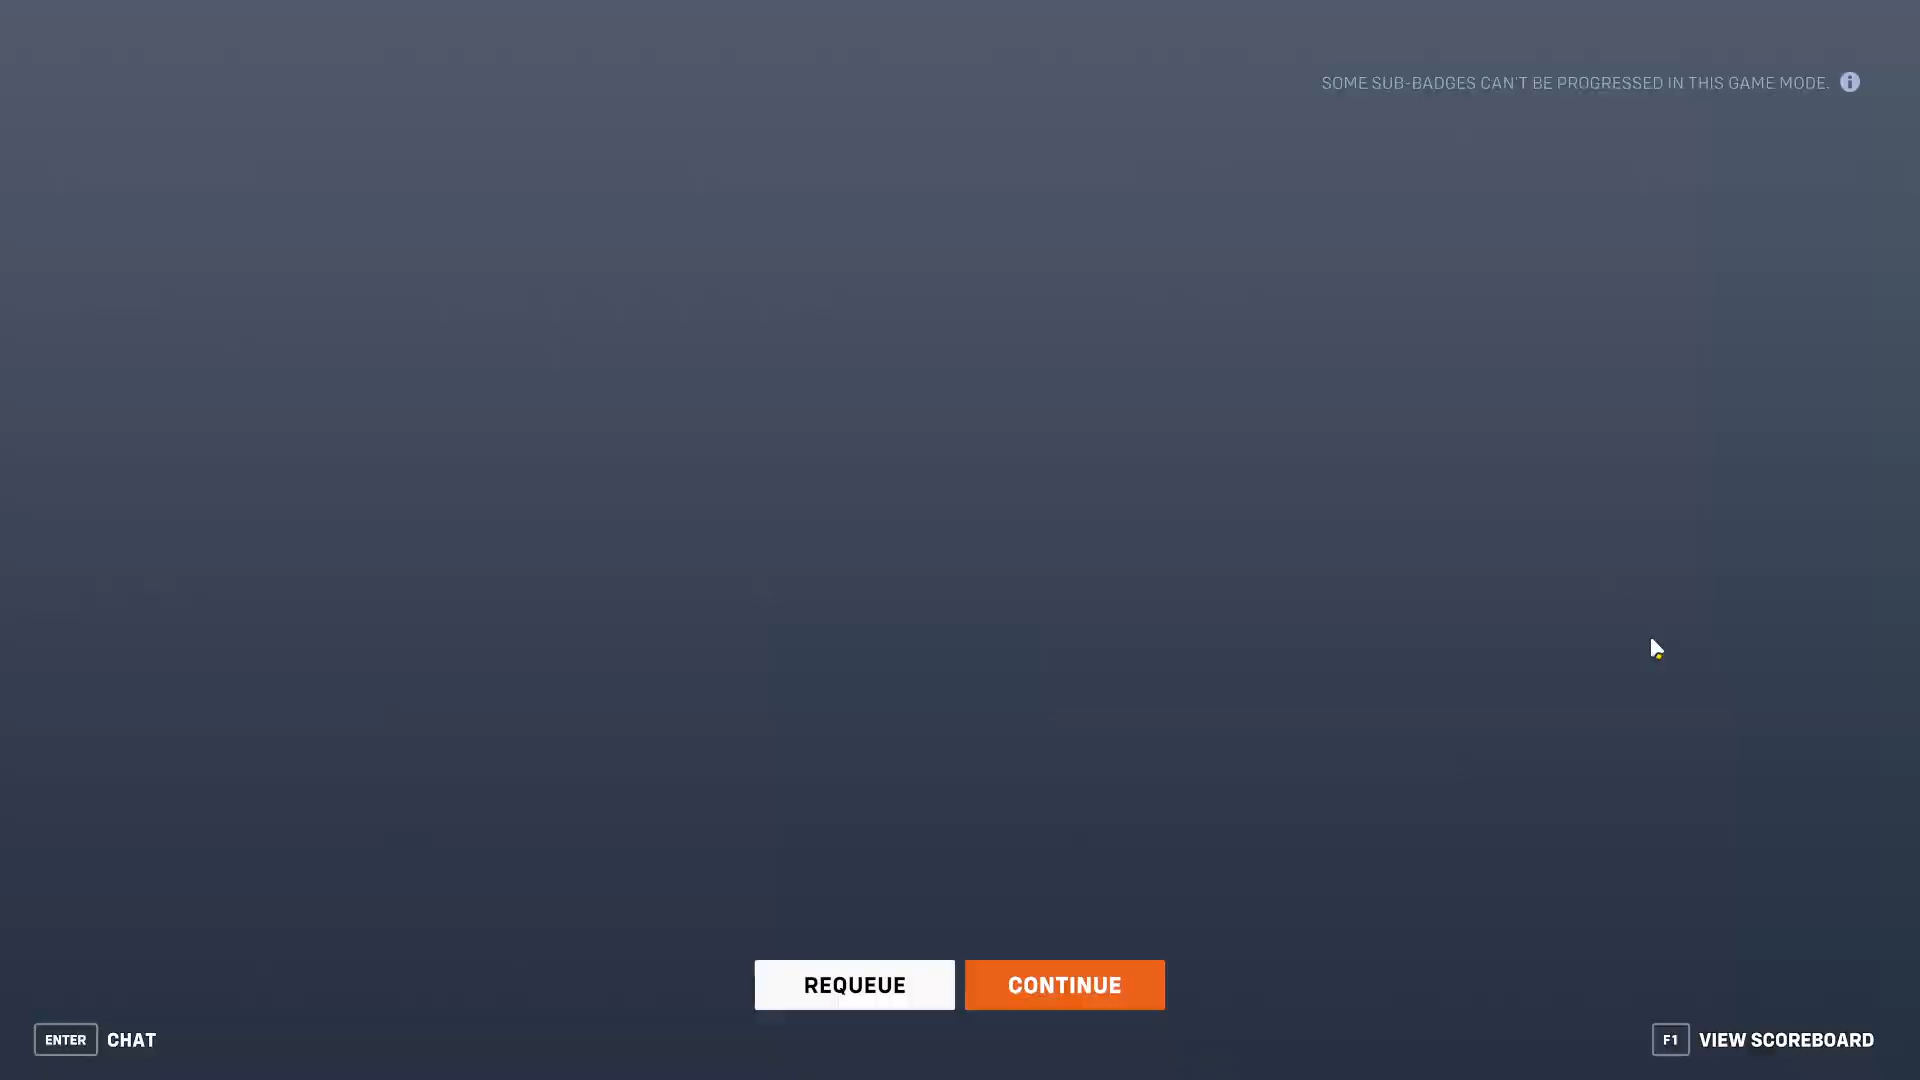 SOME SUB-BADGES CAN'T BE PROGRESSED IN THIS GAME MODE.
REQUEUE
CONTINUE
ENTER CHAT
F1 VIEW SCOREBOARD